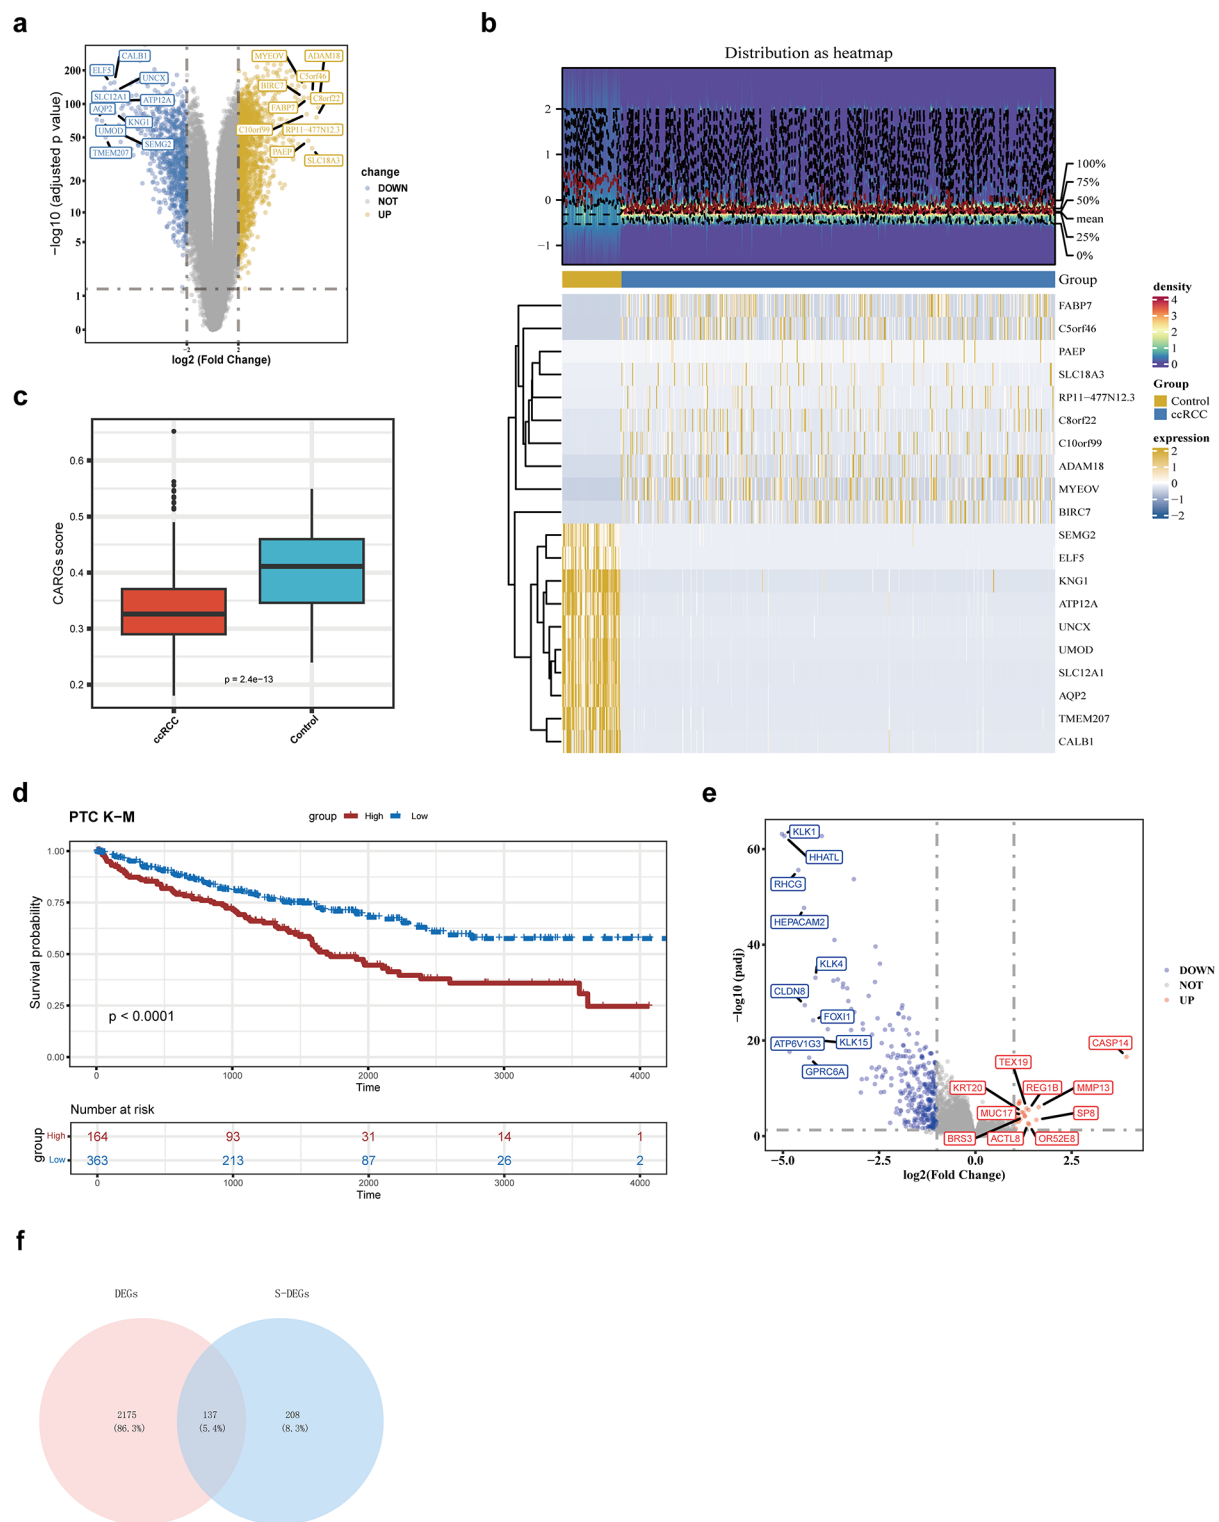 a
CALB1
ELF5
UNCX
SLC12A1
ATP12A
AQP2
KNG1
UMOD
SEMG2
TMEM207
MYEOV
ADAM18
C5orf46
BIRC7
C8orf22
FABP7
C10orf99
RP11−477N12.3
PAEP
SLC18A3
−log10 (adjusted p value)
200
100
50
20
10
5
1
0
−2
2
log2 (Fold Change)
change
DOWN
NOT
UP
b
Distribution as heatmap
2
1
0
−1
100%
75%
50%
mean
25%
0%
Group
FABP7
C5orf46
PAEP
SLC18A3
RP11−477N12.3
C8orf22
C10orf99
ADAM18
MYEOV
BIRC7
SEMG2
ELF5
KNG1
ATP12A
UNCX
UMOD
SLC12A1
AQP2
TMEM207
CALB1
density
4
3
2
1
0
Group
Control
ccRCC
expression
2
1
0
−1
−2
c
CARGs score
0.6
0.5
0.4
0.3
0.2
p = 2.4e−13
ccRCC
Control
d
PTC K−M
group High Low
Survival probability
1.00
0.75
0.50
0.25
0.00
p < 0.0001
0 1000 2000 3000 4000
Time
Number at risk
group
High 164 93 31 14 1
Low 363 213 87 26 2
0 1000 2000 3000 4000
Time
e
KLK1
HHATL
RHCG
HEPACAM2
KLK4
CLDN8
FOXI1
ATP6V1G3
KLK15
GPRC6A
CASP14
TEX19
KRT20
REG1B
MMP13
MUC17
SP8
BRS3
ACTL8
OR52E8
−log10 (padj)
60
40
20
0
−5.0 −2.5 0.0 2.5
log2(Fold Change)
DOWN
NOT
UP
f
DEGs S-DEGs
2175 137 208
(86.3%) (5.4%) (8.3%)